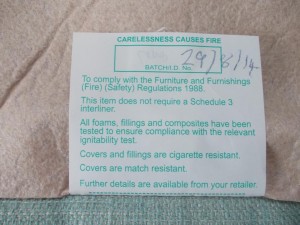 CARELESSNESS CAUSES FIRE
29/8/14
BATCH/ID. No.
To comply with the Furniture and Furnishings
(Fire) (Safety) Regulations 1988.
This item does not require a Schedule 3
interliner.
All foams, fillings and composites have been
tested to ensure compliance with the relevant
ignitability test.
Covers and fillings are cigarette resistant.
Covers are match resistant.
Further details are available from your retailer.